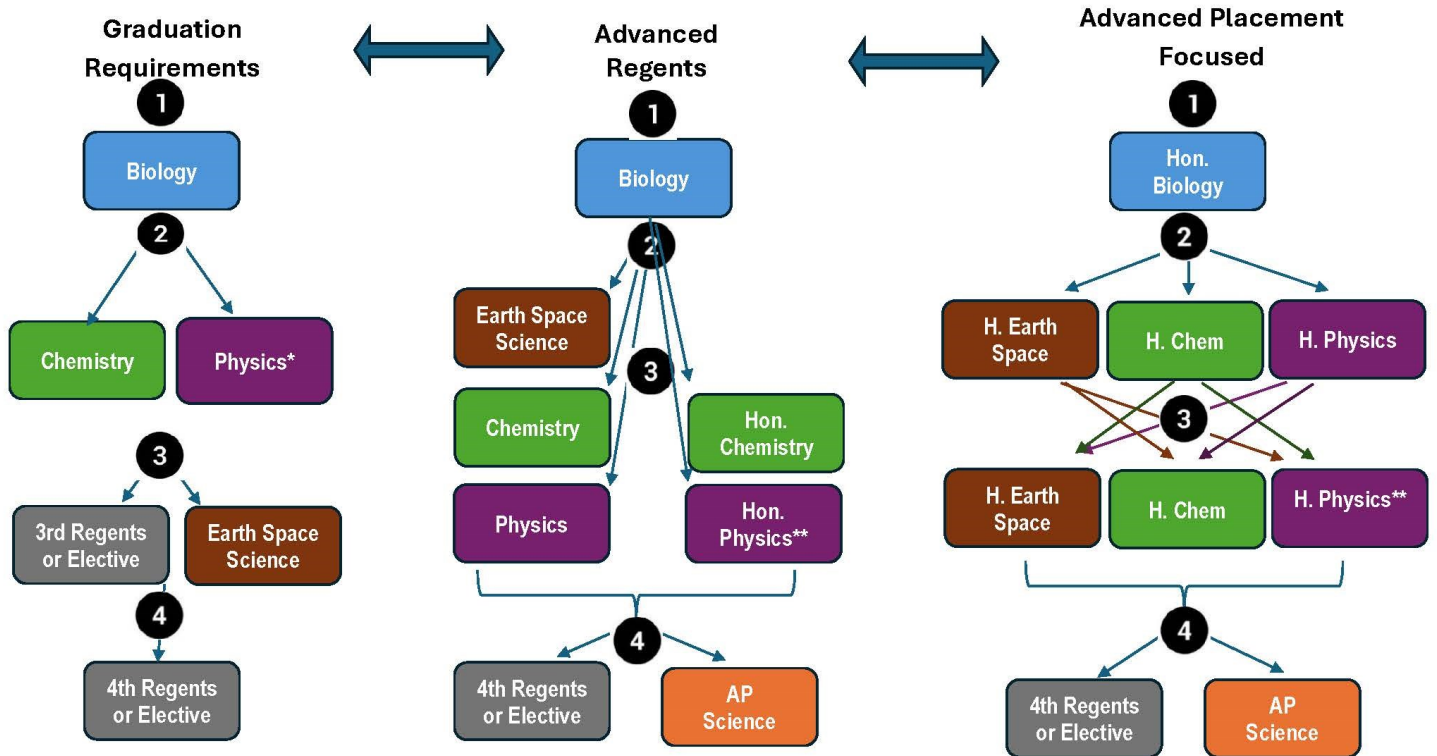 Graduation
Requirements
1
Biology
2
Chemistry
Physics*
3
3rd Regents
or Elective
Earth Space
Science
4
4th Regents
or Elective
Advanced
Regents
1
Biology
2
Earth Space
Science
3
Chemistry
Hon.
Chemistry
Physics
Hon.
Physics**
4
4th Regents
or Elective
AP
Science
Advanced Placement
Focused
1
Hon.
Biology
2
H. Earth
Space
H. Chem
H. Physics
3
H. Earth
Space
H. Chem
H. Physics**
4
4th Regents
or Elective
AP
Science